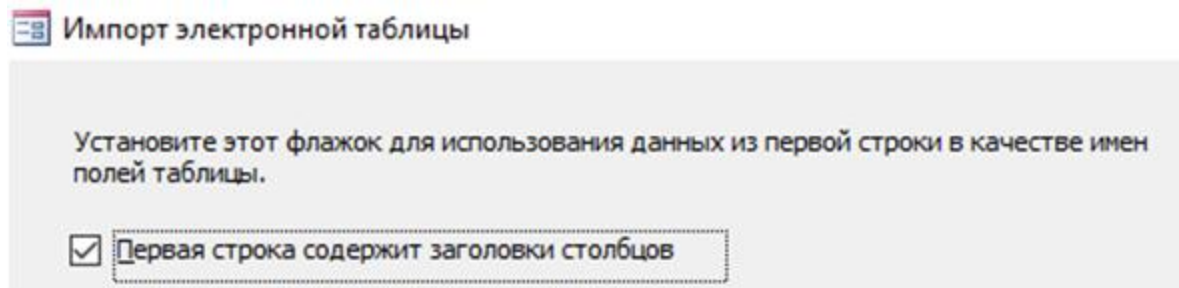 Импорт электронной таблицы
Установите этот флажок для использования данных из первой строки в качестве имен
полей таблицы.
Первая строка содержит заголовки столбцов